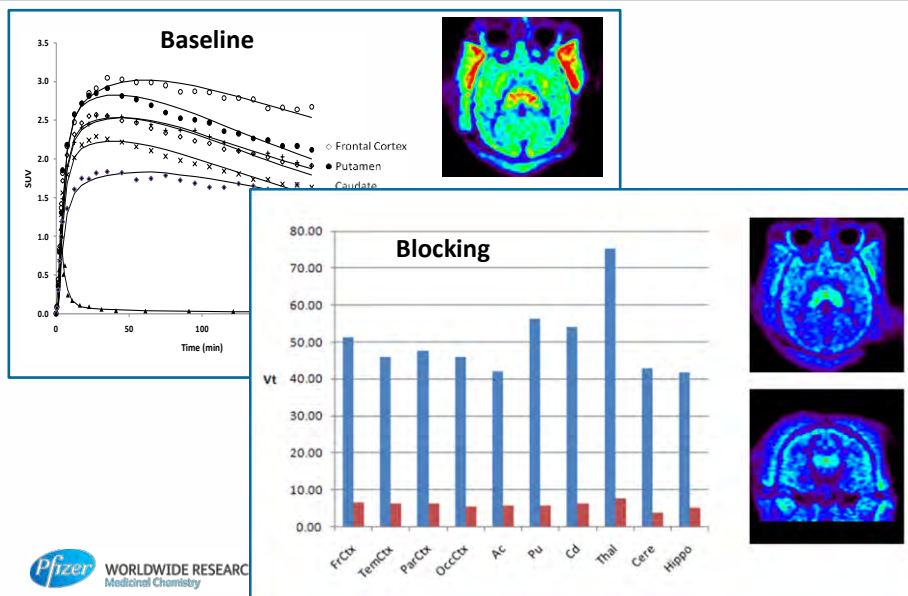 Baseline
3.5
3.0
2.5
2.0
1.5
1.0
0.5
0.0
SUV
0
50
100
Time (min)
Frontal Cortex
Putamen
Caudate
Blocking
80.00
70.00
60.00
50.00
40.00
30.00
20.00
10.00
0.00
Vt
FrCtx
TemCtx
ParCtx
OccCtx
Ac
Pu
Cd
Thal
Cere
Hippo
Pfizer
WORLDWIDE RESEARC
Medicinal Chemistry